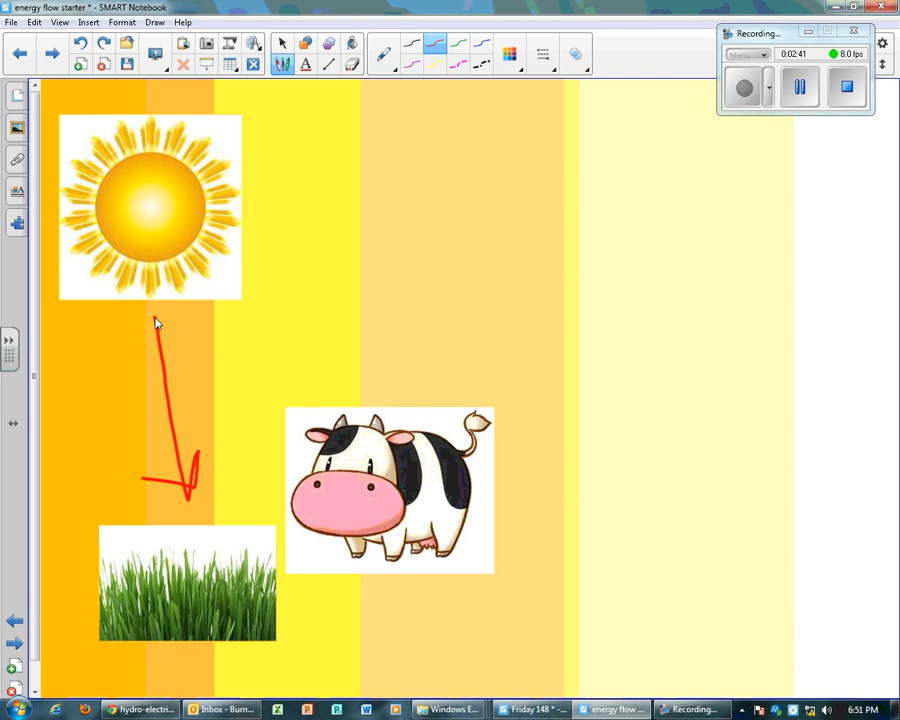 energy flow starter * - SMART Notebook
File Edit View Insert Format Draw Help
Recording...
Menu 0:02:41 8.0 fps
hydro-electri... Inbox - Burn... Windows E... Friday 148 * -... energy flow ... Recording... 6:51 PM